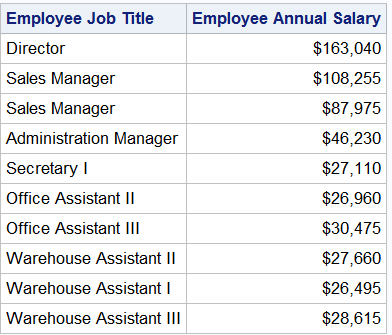 Employee Job Title Employee Annual Salary
Director $163,040
Sales Manager $108,255
Sales Manager $87,975
Administration Manager $46,230
Secretary I $27,110
Office Assistant II $26,960
Office Assistant III $30,475
Warehouse Assistant II $27,660
Warehouse Assistant I $26,495
Warehouse Assistant III $28,615